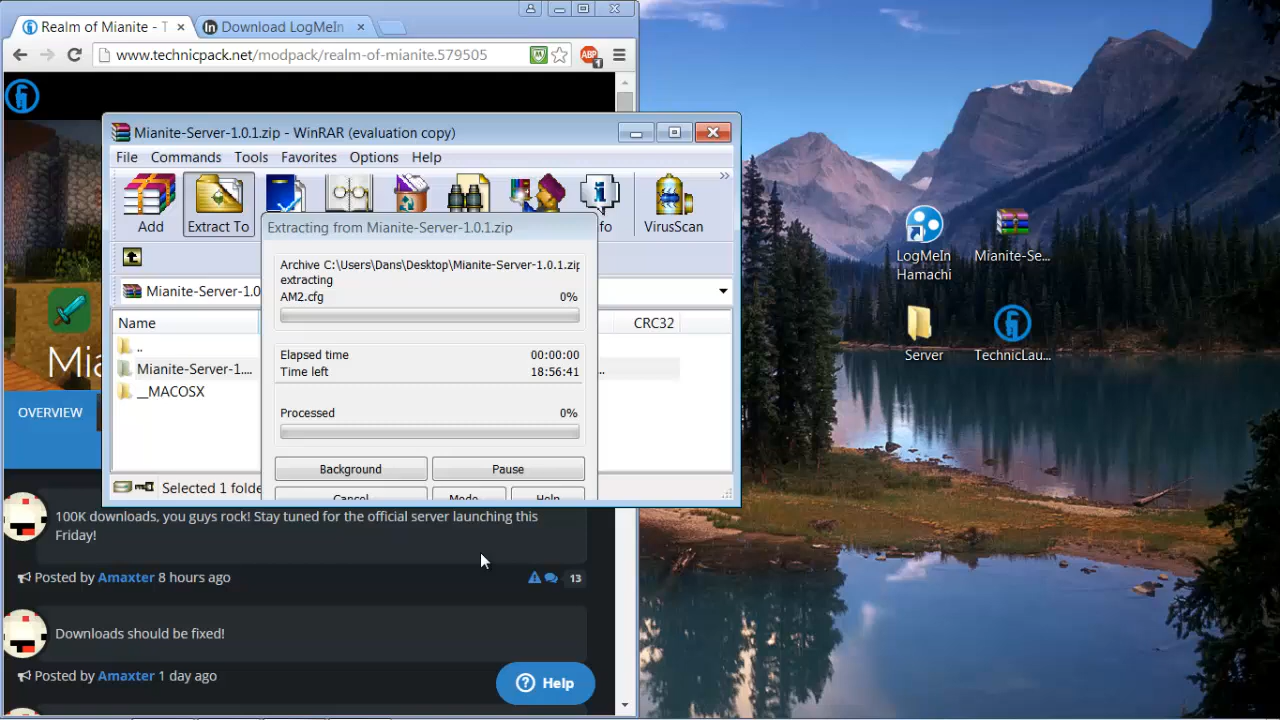 Realm of Mianite - T
Download LogMeIn
www.technicpack.net/modpack/realm-of-mianite.579505
ABP
1
Mianite-Server-1.0.1.zip - WinRAR (evaluation copy)
File Commands Tools Favorites Options Help
Add
Extract To
fo
VirusScan
Extracting from Mianite-Server-1.0.1.zip
Archive C:\Users\Dans\Desktop\Mianite-Server-1.0.1.zip
extracting
AM2.cfg 0%
Elapsed time 00:00:00
Time left 18:56:41
Processed 0%
Background
Pause
Cancel
Mode...
Help
Mianite-Server-1.0
Name
CRC32
..
Mianite-Server-1....
__MACOSX
Selected 1 folde
Mia
OVERVIEW
100K downloads, you guys rock! Stay tuned for the official server launching this
Friday!
Posted by Amaxter 8 hours ago
13
Downloads should be fixed!
Posted by Amaxter 1 day ago
Help
LogMeIn
Hamachi
Mianite-Se...
Server
TechnicLau...